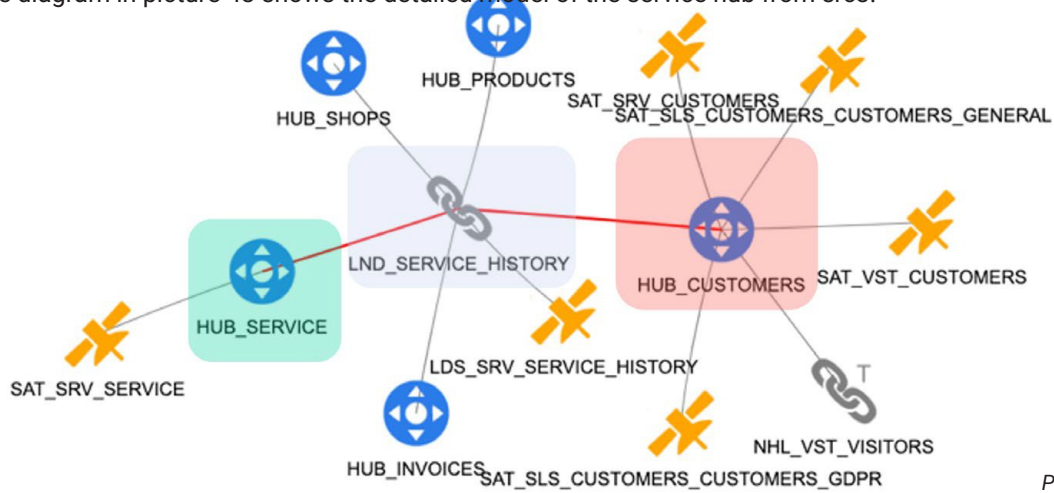 HUB_PRODUCTS
HUB_SHOPS
SAT_SRV_CUSTOMERS
SAT_SLS_CUSTOMERS_CUSTOMERS_GENERAL
LND_SERVICE_HISTORY
HUB_CUSTOMERS
SAT_VST_CUSTOMERS
HUB_SERVICE
LDS_SRV_SERVICE_HISTORY
T
SAT_SRV_SERVICE
NHL_VST_VISITORS
HUB_INVOICES
SAT_SLS_CUSTOMERS_CUSTOMERS_GDPR
P